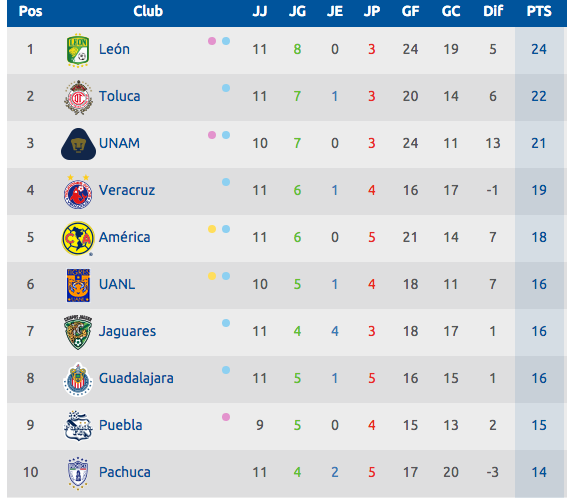 Pos Club JJ JG JE JP GF GC Dif PTS
1 León 11 8 0 3 24 19 5 24
2 Toluca 11 7 1 3 20 14 6 22
3 UNAM 10 7 0 3 24 11 13 21
4 Veracruz 11 6 1 4 16 17 -1 19
5 América 11 6 0 5 21 14 7 18
6 UANL 10 5 1 4 18 11 7 16
7 Jaguares 11 4 4 3 18 17 1 16
8 Guadalajara 11 5 1 5 16 15 1 16
9 Puebla 9 5 0 4 15 13 2 15
10 Pachuca 11 4 2 5 17 20 -3 14